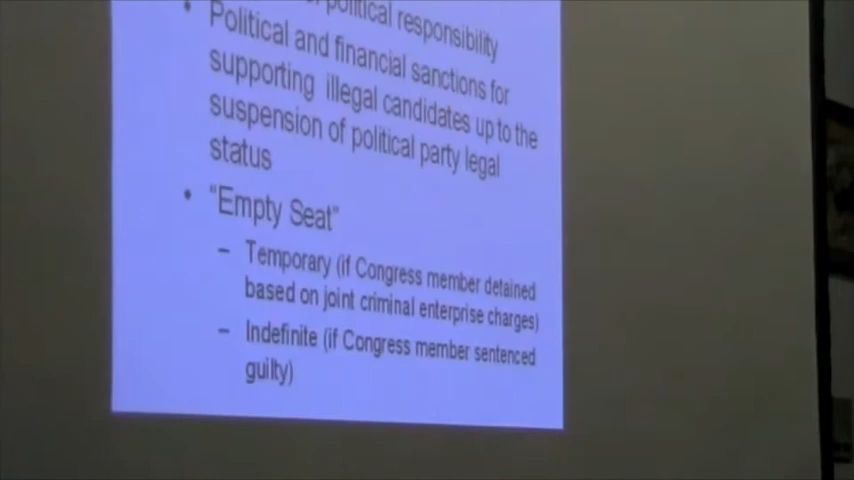 political responsibility
• Political and financial sanctions for
supporting illegal candidates up to the
suspension of political party legal
status
• “Empty Seat”
– Temporary (if Congress member detained
based on joint criminal enterprise charges)
– Indefinite (if Congress member sentenced
guilty)